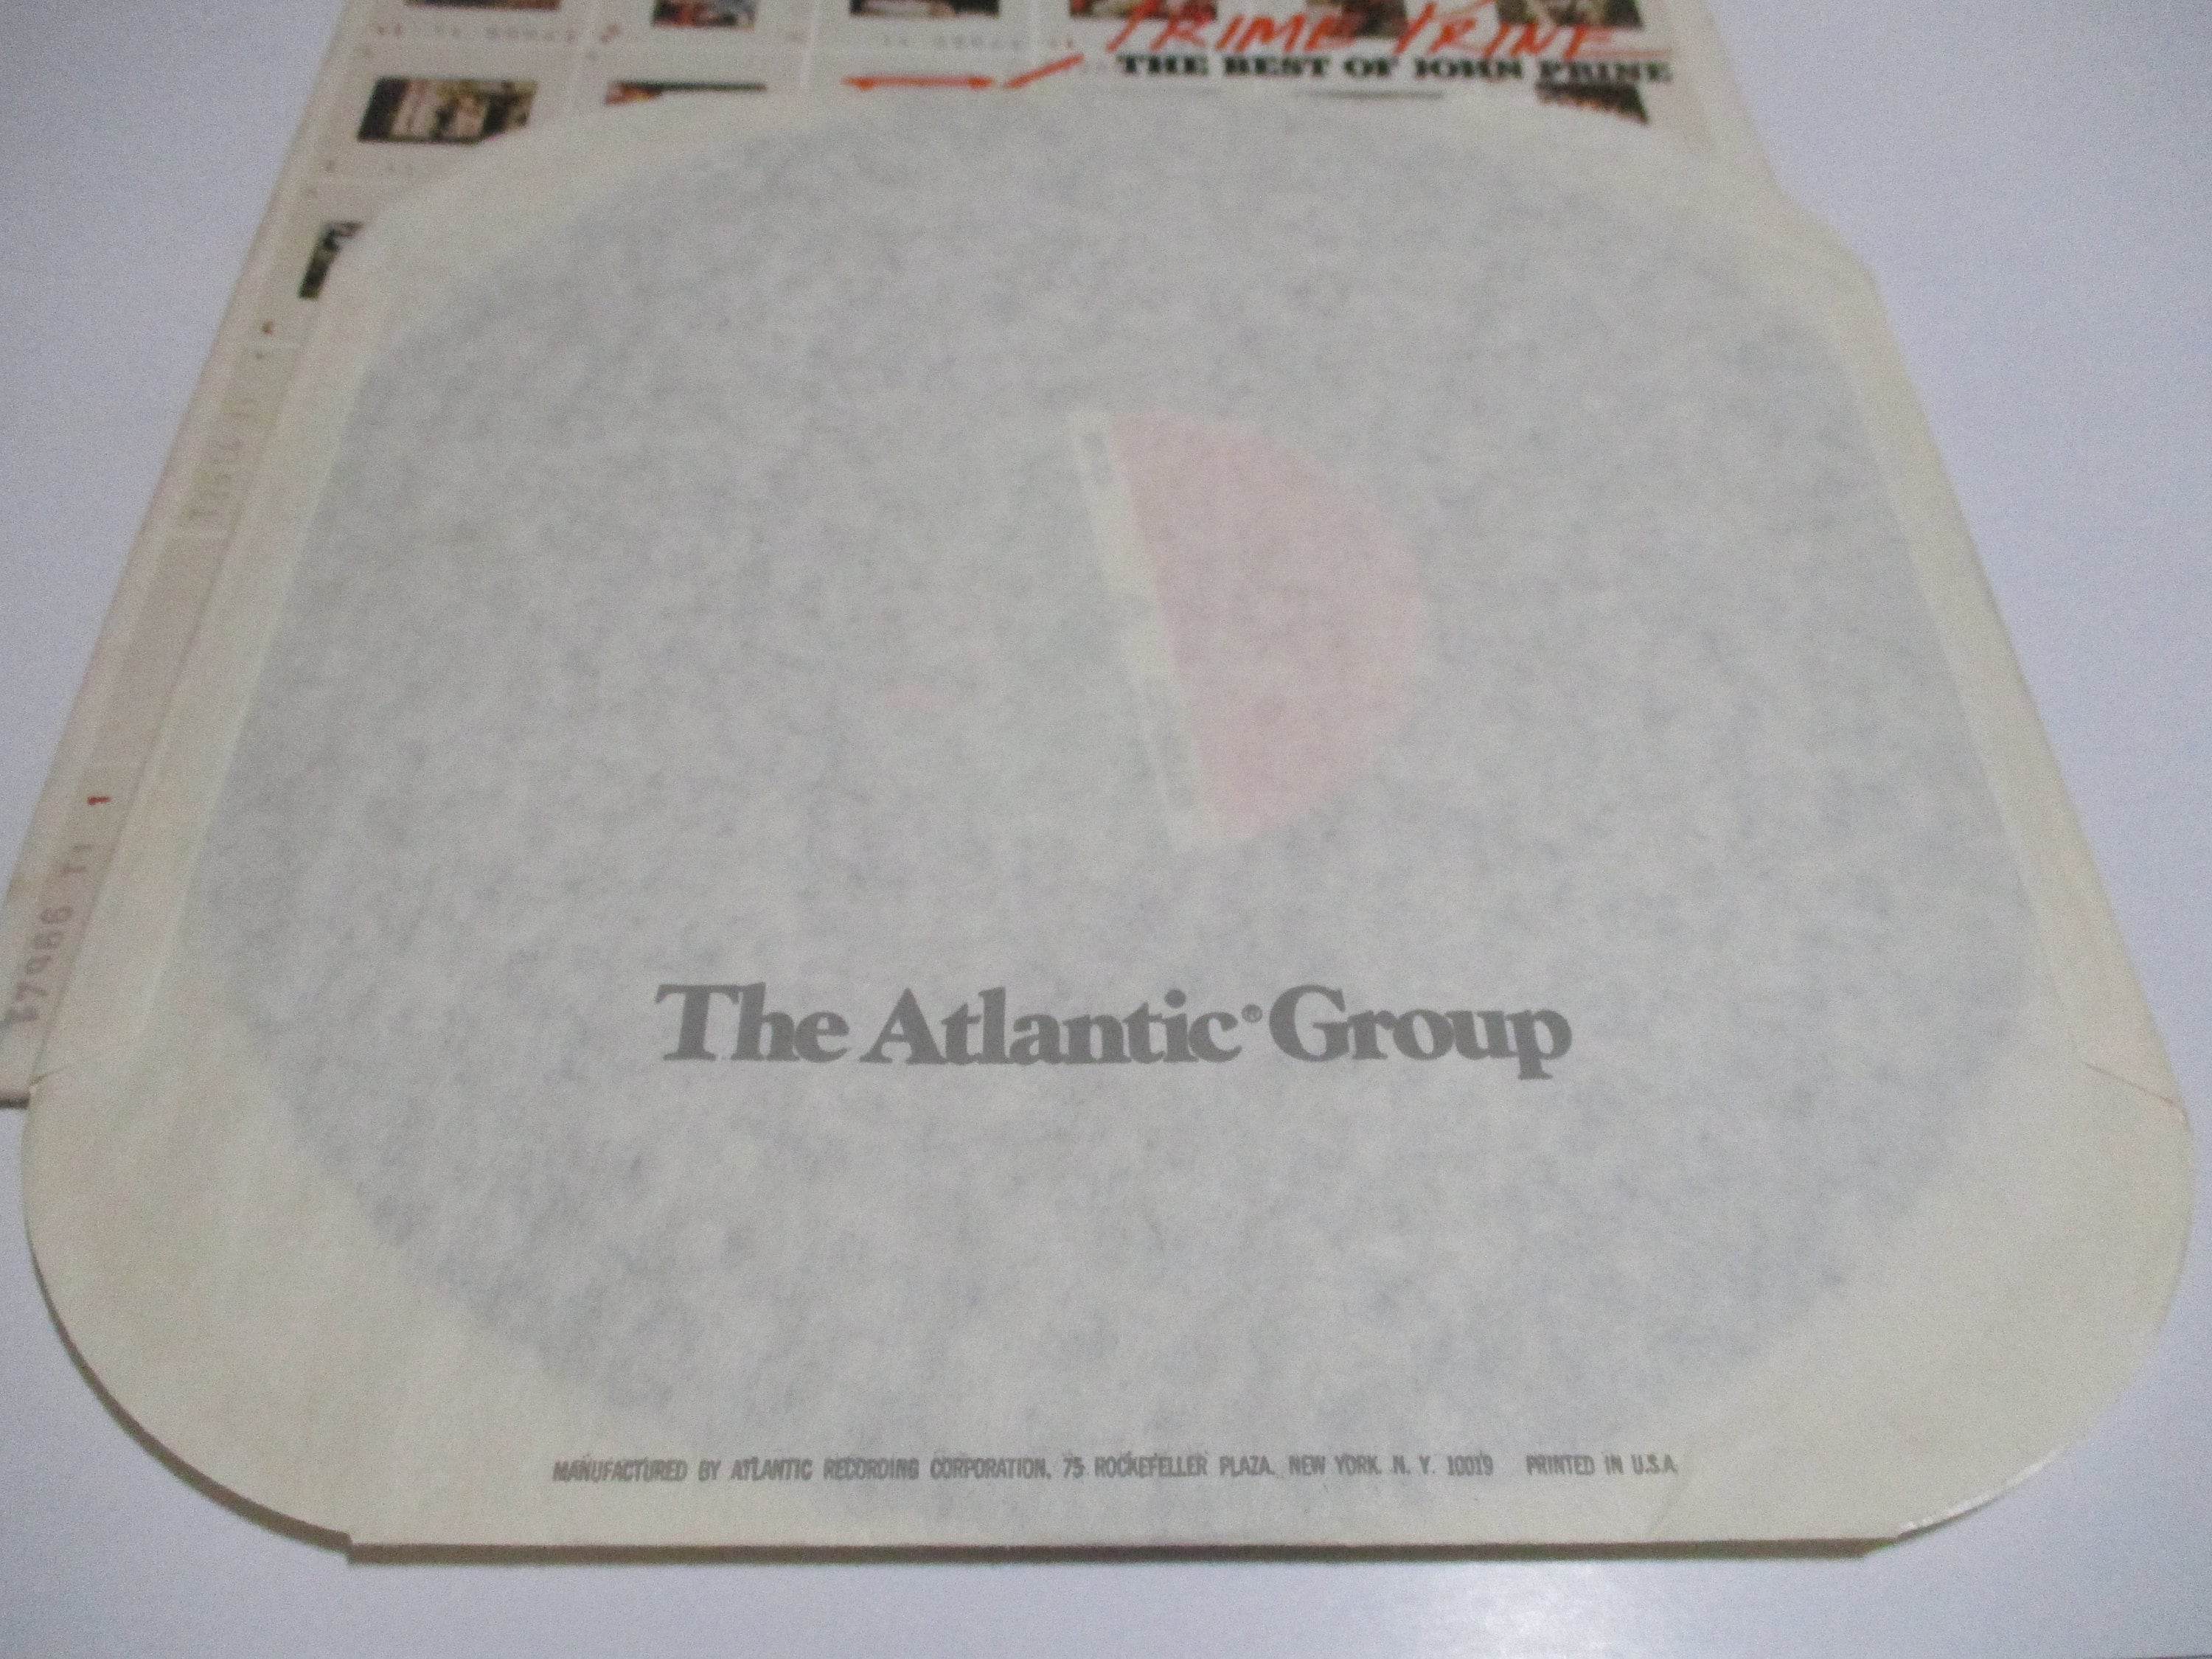 PRIME PRINE
THE BEST OF JOHN PRINE
The Atlantic® Group
MANUFACTURED BY ATLANTIC RECORDING CORPORATION, 75 ROCKEFELLER PLAZA, NEW YORK, N. Y. 10019 PRINTED IN U.S.A.